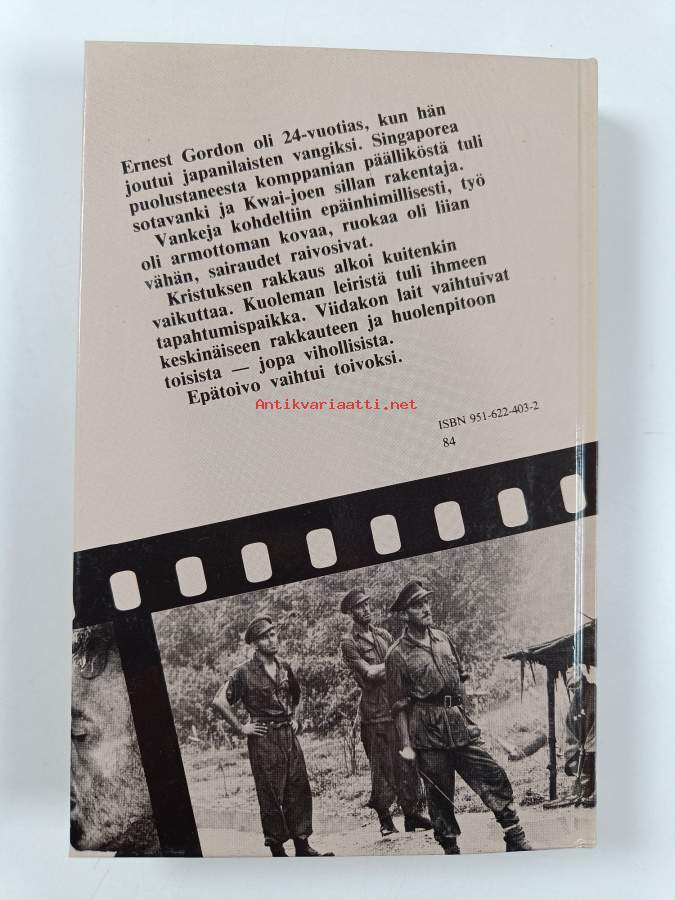 Ernest Gordon oli 24-vuotias, kun hän
joutui japanilaisten vangiksi. Singaporea
puolustaneesta komppanian päälliköstä tuli
sotavanki ja Kwai-joen sillan rakentaja.
Vankeja kohdeltiin epäinhimillisesti, työ
oli armottoman kovaa, ruokaa oli liian
vähän, sairaudet raivosivat.
Kristuksen rakkaus alkoi kuitenkin
vaikuttaa. Kuoleman leiristä tuli ihmeen
tapahtumispaikka. Viidakon lait vaihtuivat
keskinäiseen rakkauteen ja huolenpitoon
toisista — jopa vihollisista.
Epätoivo vaihtui toivoksi.
Antikvariaatti.net
ISBN 951-622-403-2
84